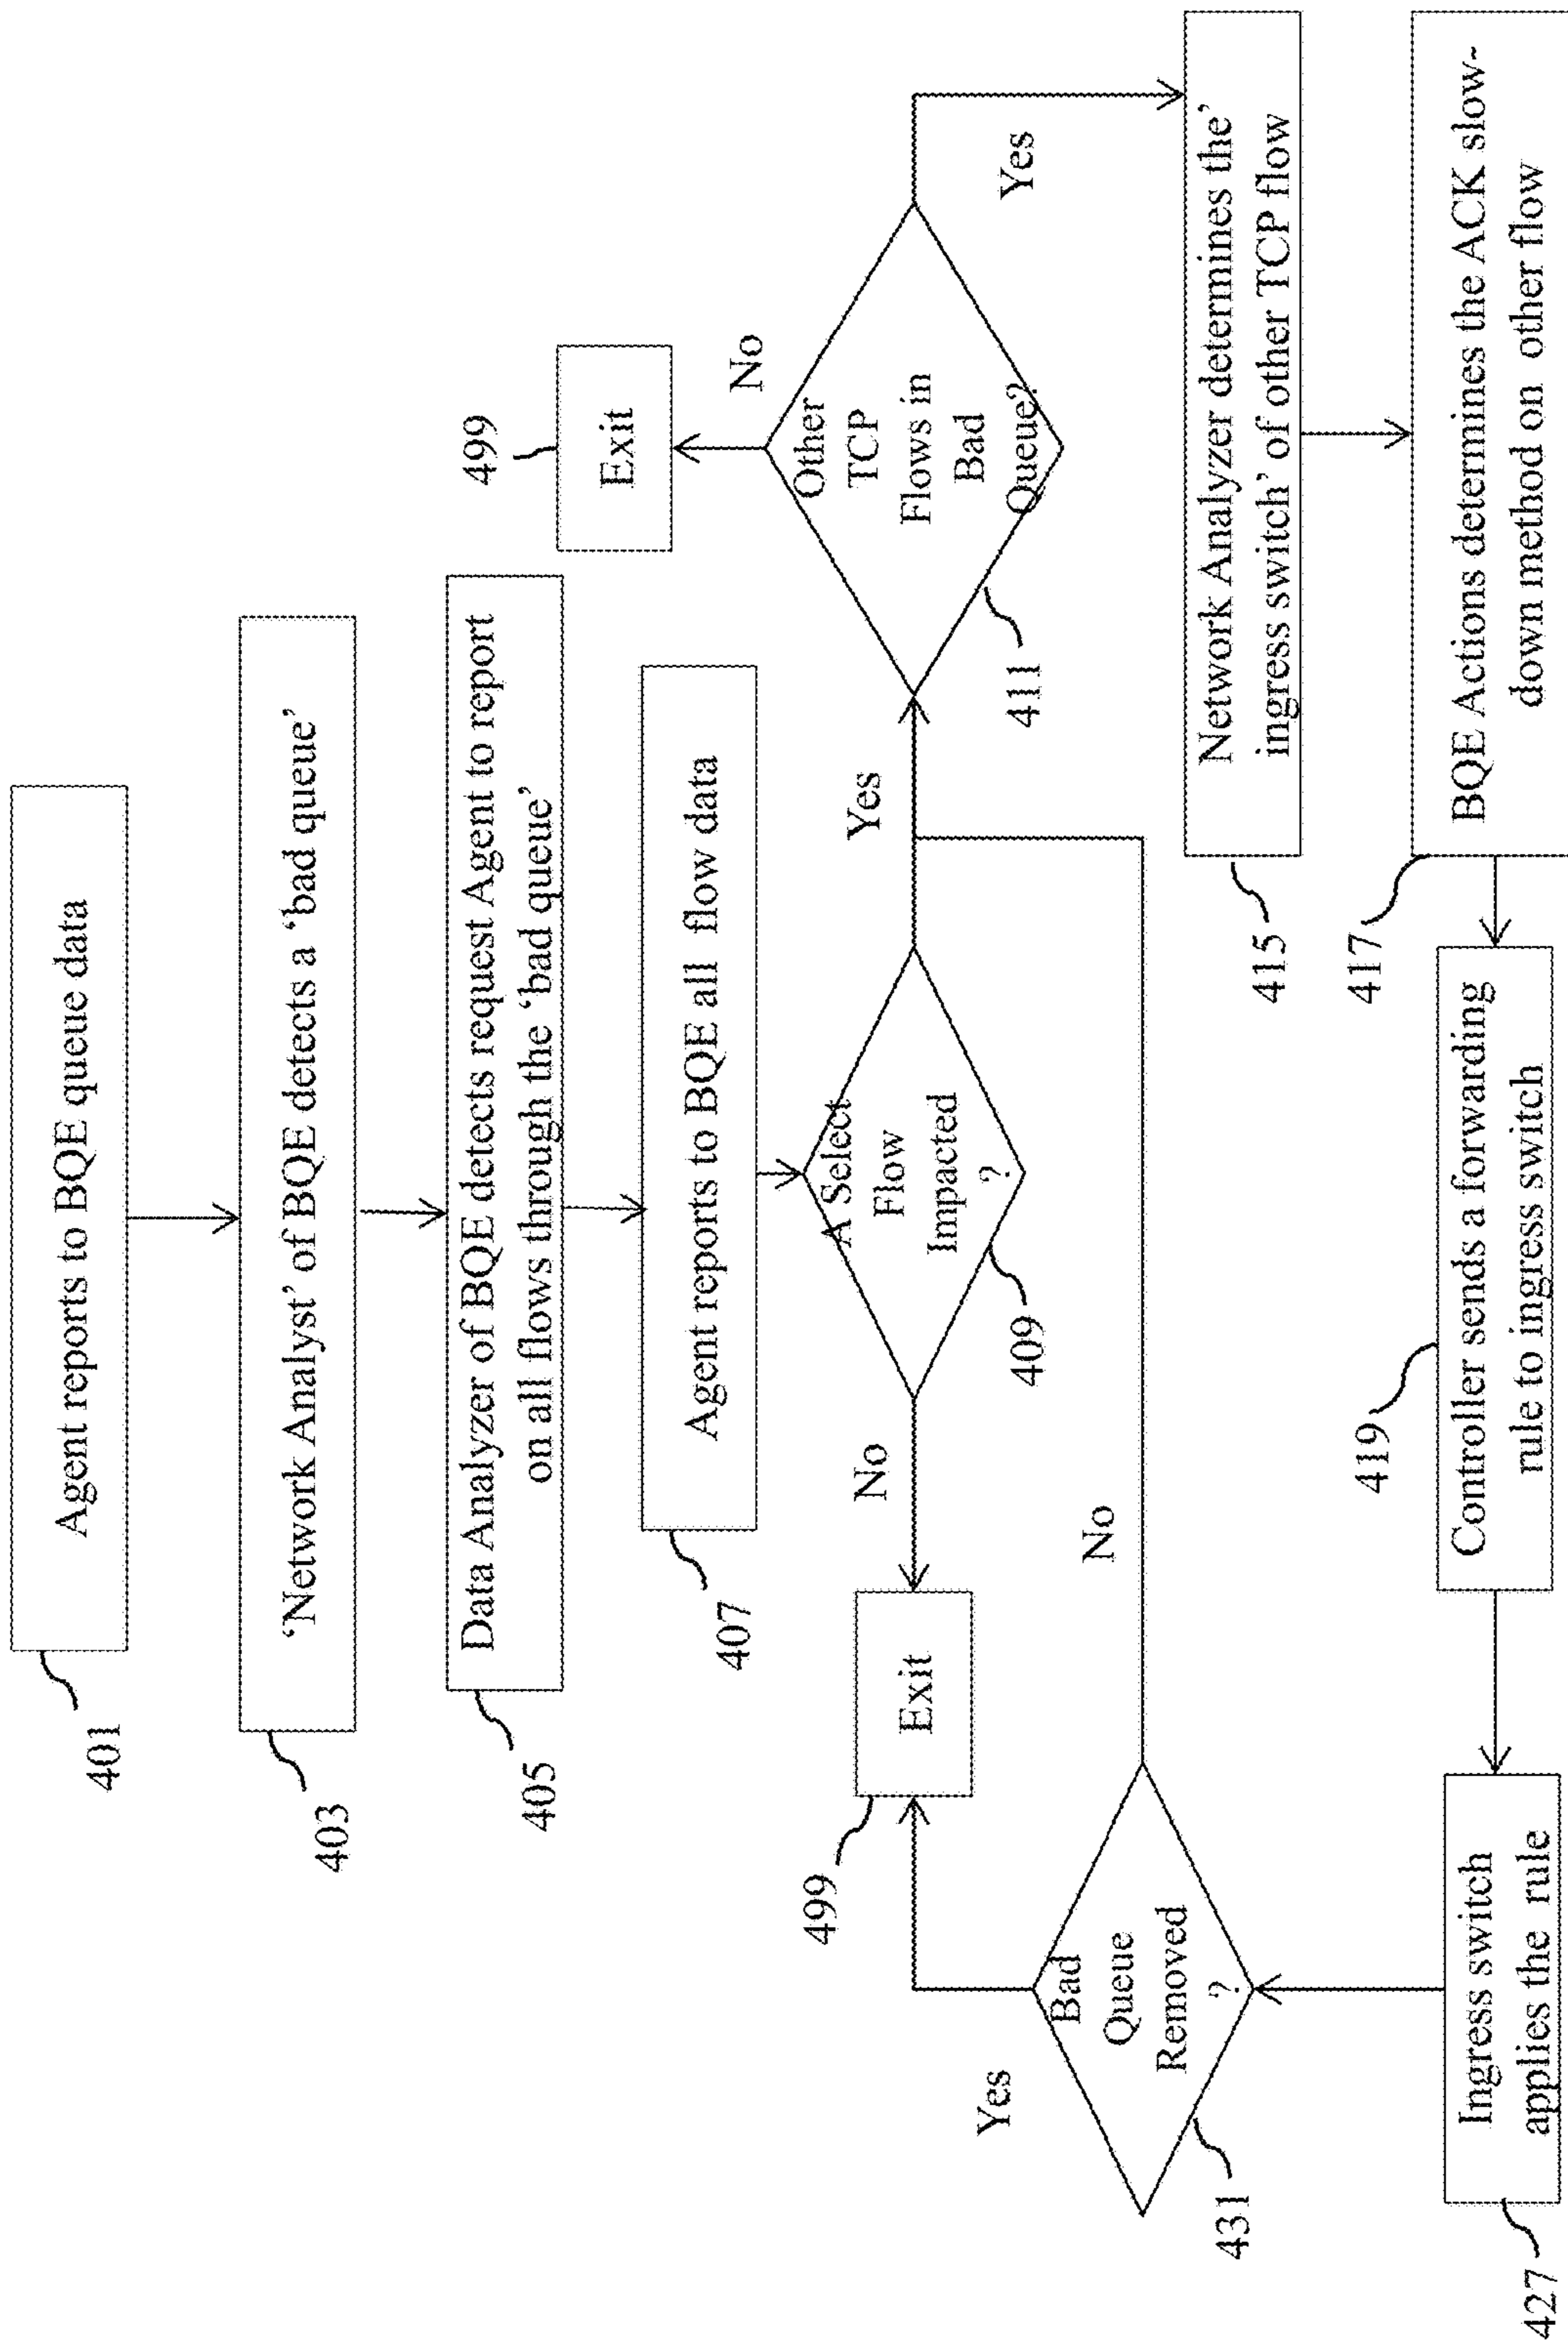 Agent reports to BQE queue data
401
‘Network Analyst’ of BQE detects a ‘bad queue’
403
Data Analyzer of BQE detects request Agent to report
on all flows through the ‘bad queue’
405
Agent reports to BQE all flow data
407
A Select
Flow
Impacted
?
409
No
Yes
Exit
499
Other
TCP
Flows in
Bad
Queue?
411
No
Exit
499
Yes
Network Analyzer determines the’
ingress switch’ of other TCP flow
415
BQE Actions determines the ACK slow-
down method on other flow
417
Controller sends a forwarding
rule to ingress switch
419
Ingress switch
applies the rule
427
Bad
Queue
Removed
?
431
Yes
No